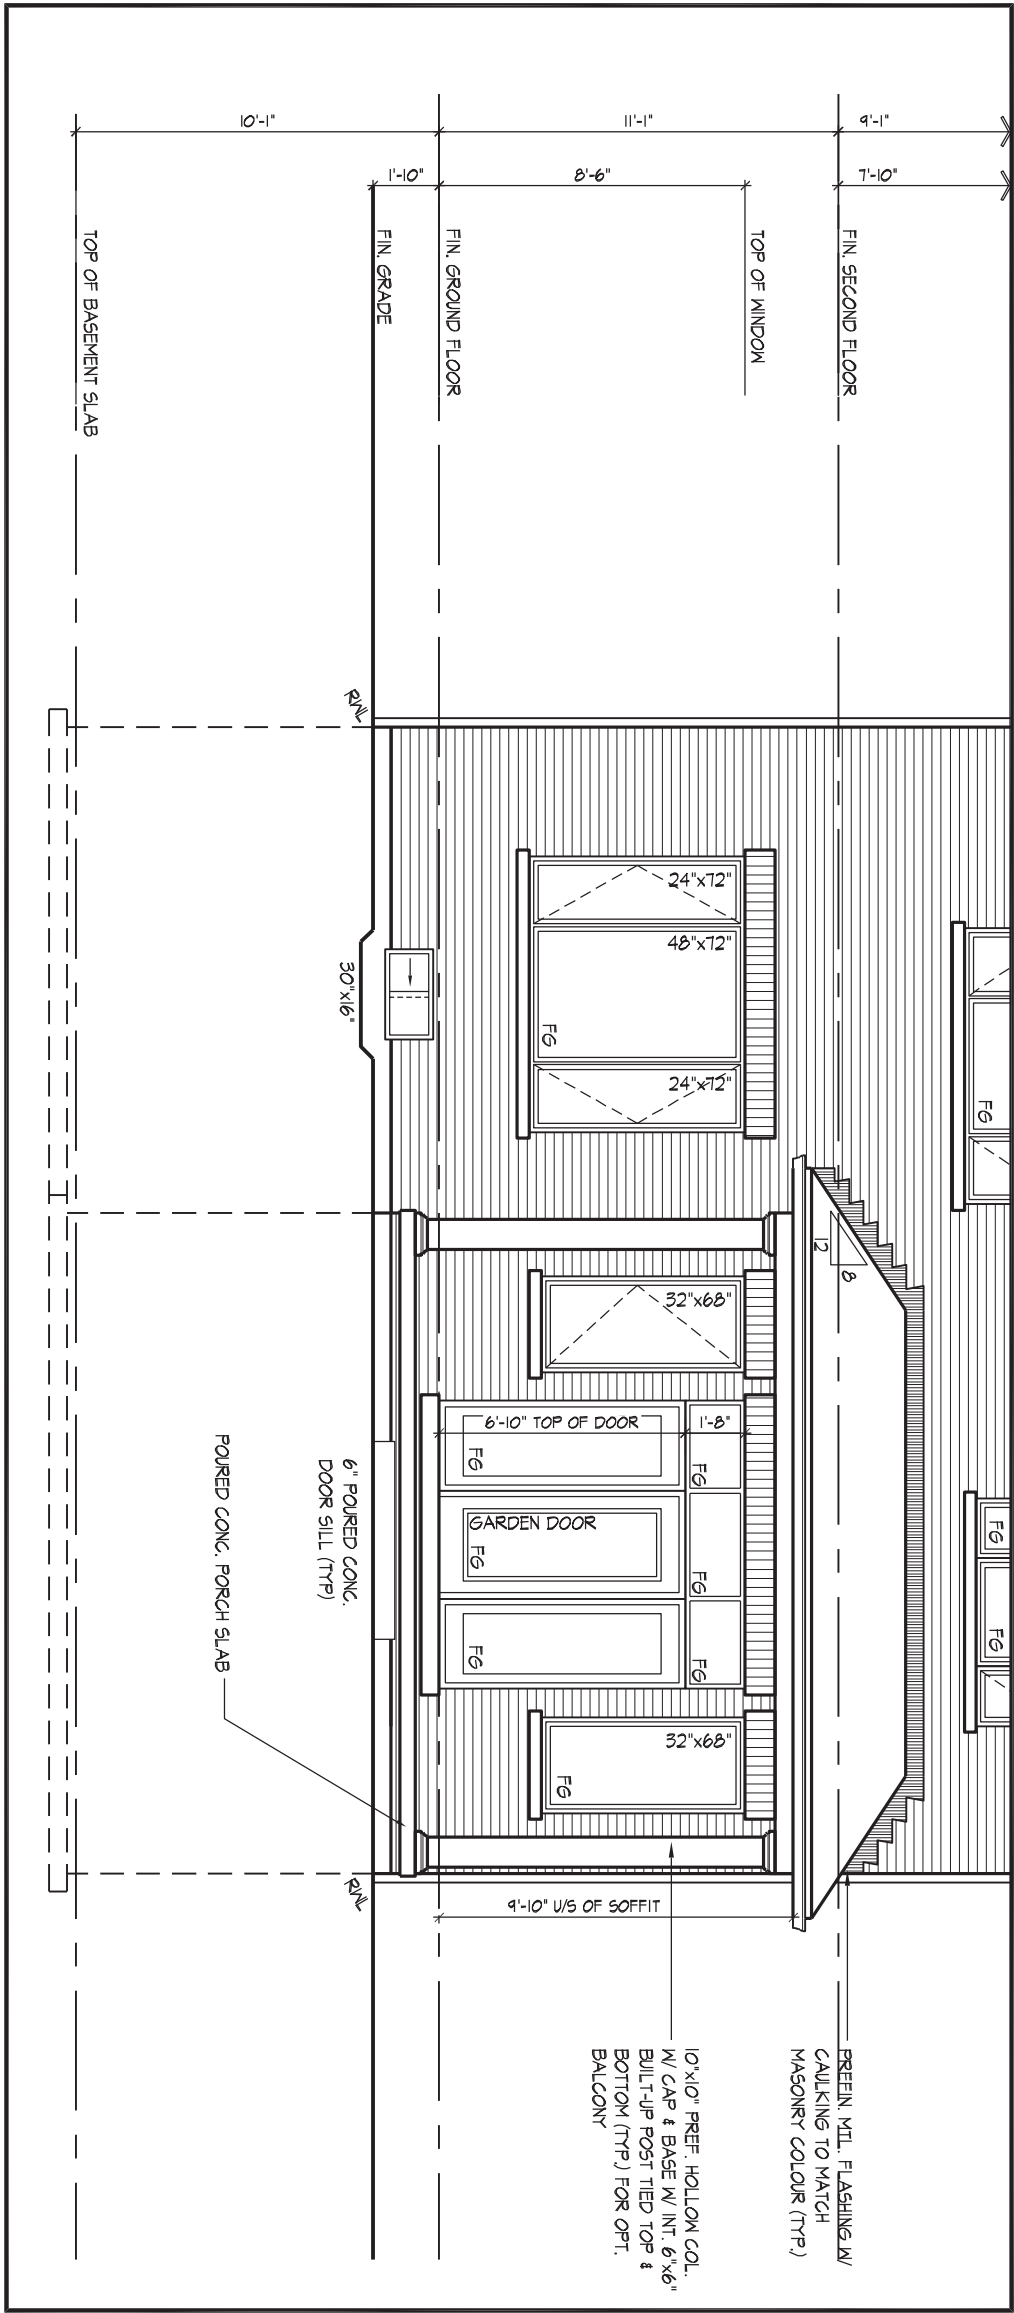 9'-1"
7'-10"
FIN. SECOND FLOOR
TOP OF WINDOW
11'-1"
8'-6"
FIN. GROUND FLOOR
1'-10"
FIN. GRADE
10'-1"
TOP OF BASEMENT SLAB
RWL
30"x16"
24"x72"
48"x72"
FG
24"x72"
FG
12
8
32"x68"
6'-10" TOP OF DOOR
1'-8"
FG
FG
GARDEN DOOR
FG
FG
FG
FG
32"x68"
FG
FG
FG
6" POURED CONC.
DOOR SILL (TYP)
POURED CONC. PORCH SLAB
RWL
9'-10" U/S OF SOFFIT
PREFIN. MTL. FLASHING W/
CAULKING TO MATCH
MASONRY COLOUR (TYP.)
10"x10" PREF. HOLLOW COL.
W/ CAP & BASE W/ INT. 6"x6"
BUILT-UP POST TIED TOP &
BOTTOM (TYP.) FOR OPT.
BALCONY